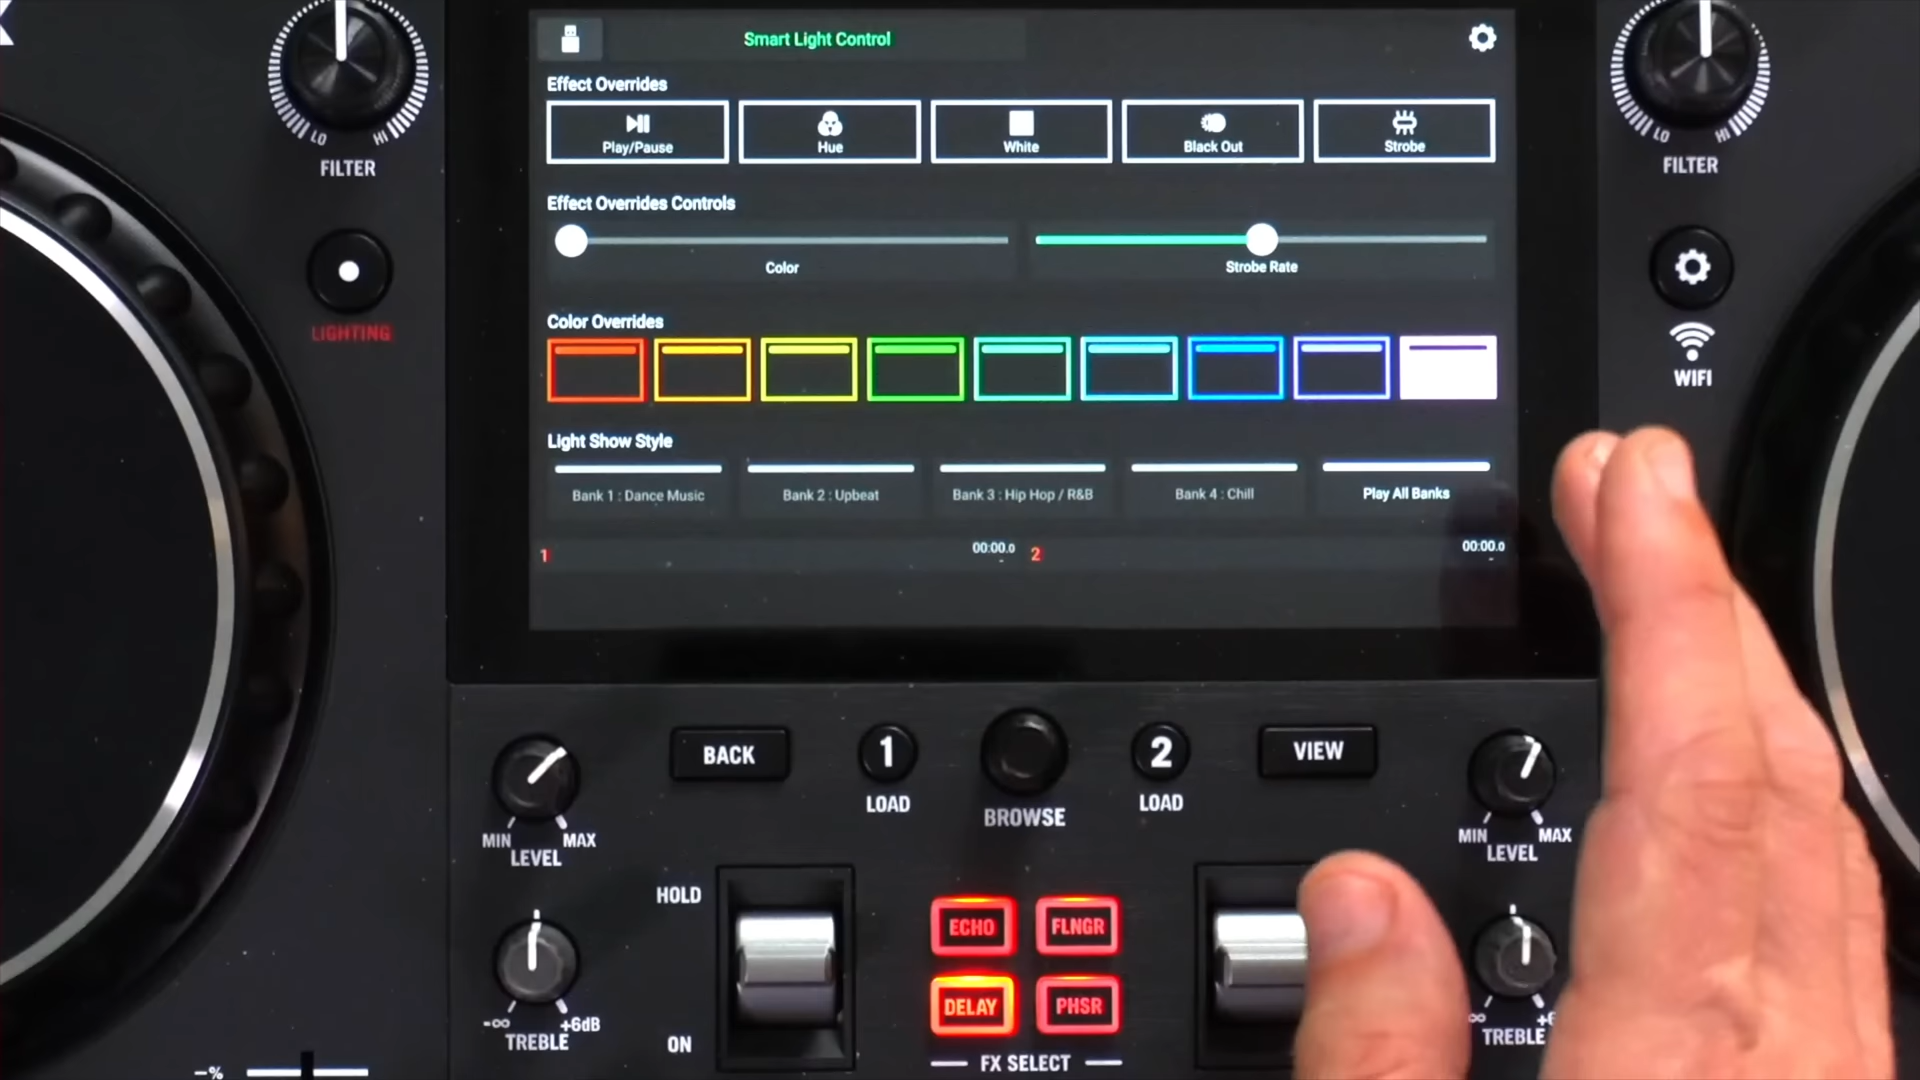 Smart Light Control
Effect Overrides
Play/Pause
Hue
White
Black Out
Strobe
Effect Overrides Controls
Color
Strobe Rate
Color Overrides
Light Show Style
Bank 1 : Dance Music
Bank 2 : Upbeat
Bank 3 : Hip Hop / R&B
Bank 4 : Chill
Play All Banks
1
00:00.0
-
2
00:00.0
-
LO
HI
FILTER
LIGHTING
LO
HI
FILTER
WIFI
BACK
1
LOAD
BROWSE
2
LOAD
VIEW
MIN
MAX
LEVEL
MIN
MAX
LEVEL
HOLD
ON
ECHO
FLNGR
DELAY
PHSR
FX SELECT
-∞
+6dB
TREBLE
TREBLE
-%